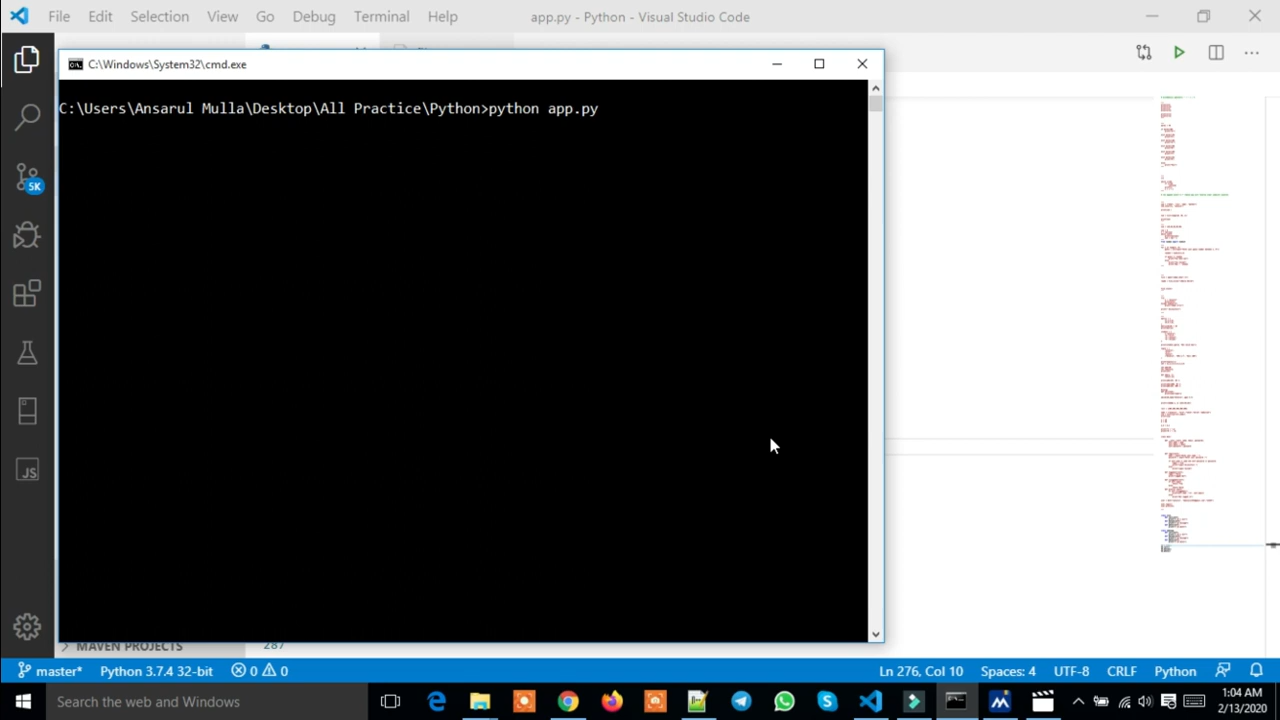 File Edit Selection View Go Debug Terminal Help app.py - Python - Visual Studio Code
C:\Windows\System32\cmd.exe
C:\Users\Ansarul Mulla\Desktop\All Practice\Python>python app.py
5K
JS
MAVEN PROJECTS
287
master* Python 3.7.4 32-bit 0 0 Ln 276, Col 10 Spaces: 4 UTF-8 CRLF Python
Search the web and Windows
1:04 AM
2/13/2020